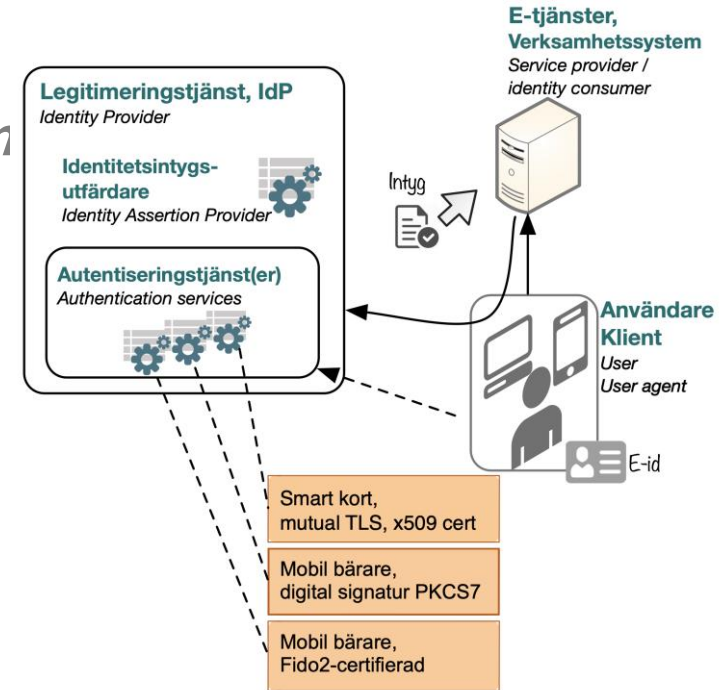 E-tjänster,
Verksamhetssystem
Service provider /
identity consumer
Legitimeringstjänst, IdP
Identity Provider
Identitetsintygs-
utfärdare
Identity Assertion Provider
Intyg
Autentiseringstjänst(er)
Authentication services
Användare
Klient
User
User agent
E-id
Smart kort,
mutual TLS, x509 cert
Mobil bärare,
digital signatur PKCS7
Mobil bärare,
Fido2-certifierad